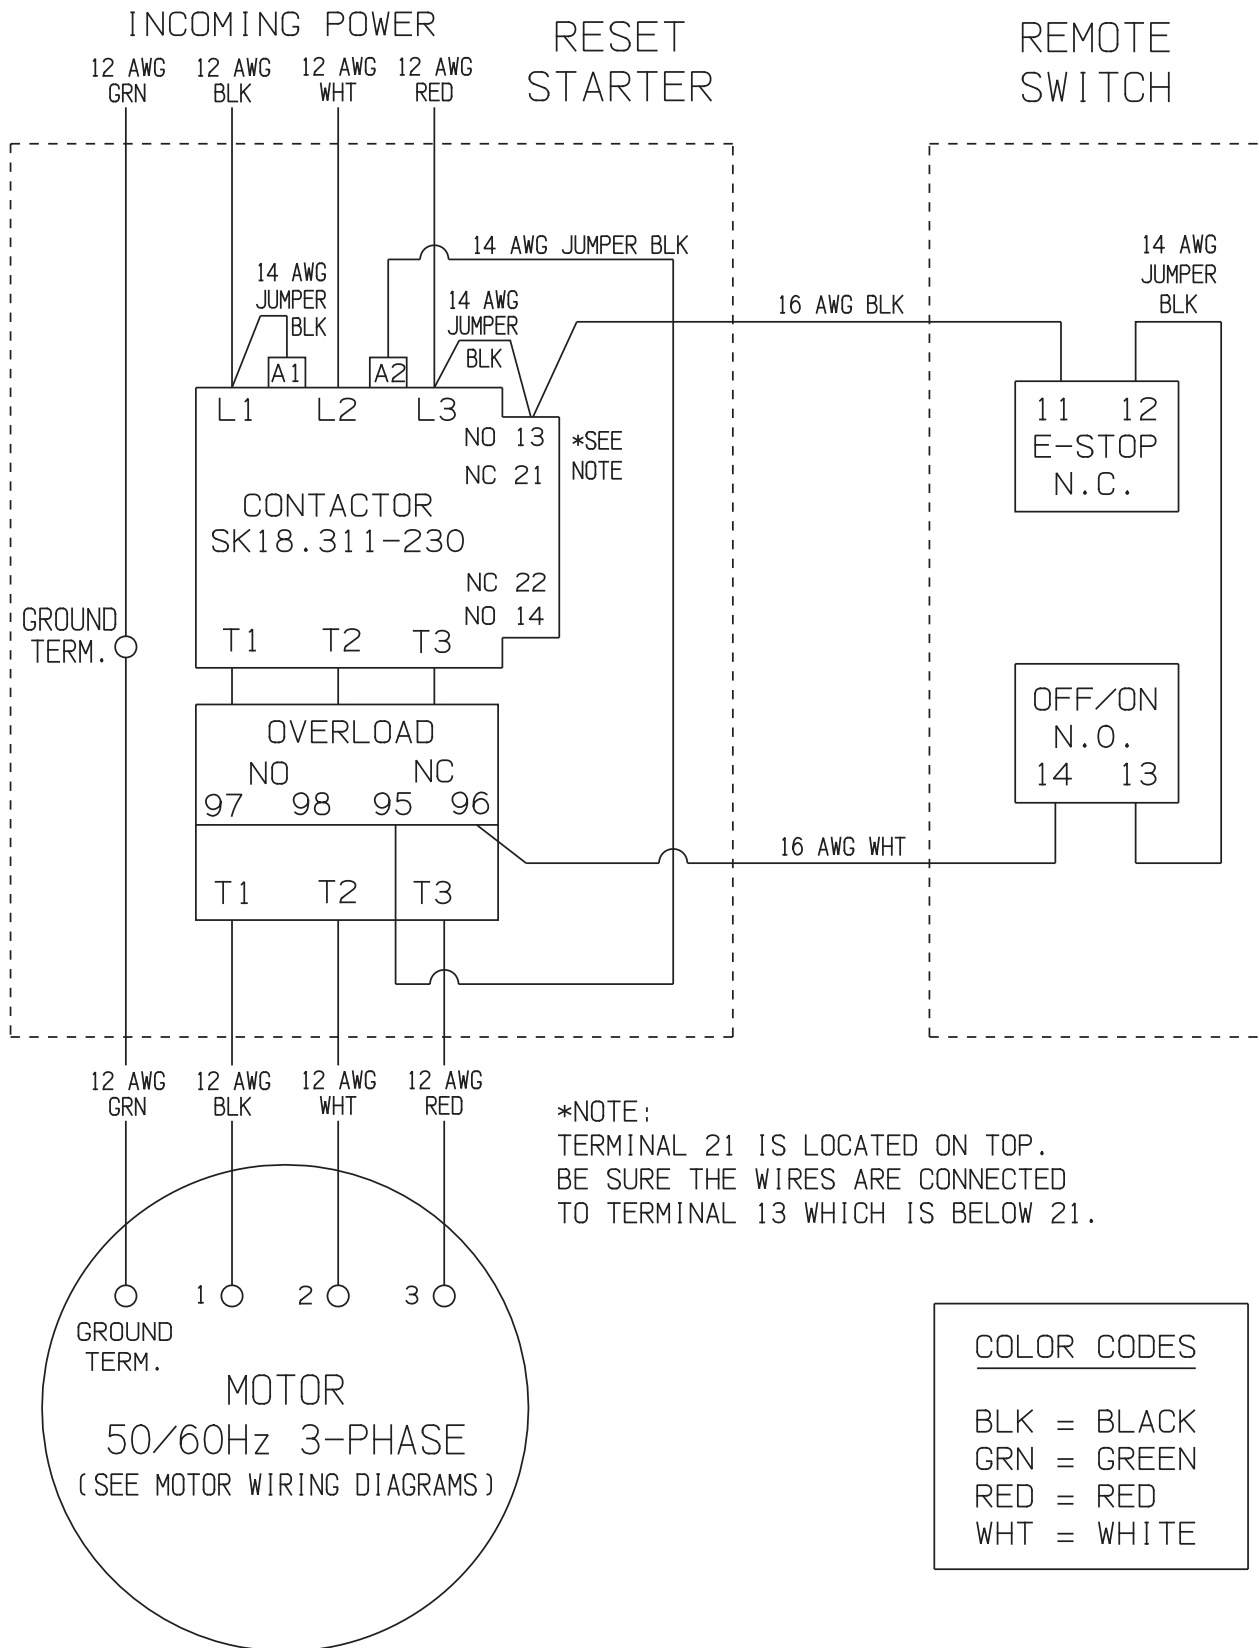 INCOMING POWER
RESET
STARTER
REMOTE
SWITCH
12 AWG
GRN
12 AWG
BLK
12 AWG
WHT
12 AWG
RED
14 AWG JUMPER BLK
14 AWG
JUMPER
BLK
14 AWG
JUMPER
BLK
16 AWG BLK
14 AWG
JUMPER
BLK
A1
A2
L1
L2
L3
NO 13
NC 21
*SEE
NOTE
CONTACTOR
SK18.311-230
NC 22
NO 14
T1
T2
T3
11 12
E-STOP
N.C.
GROUND
TERM.
OVERLOAD
NO
NC
97
98
95
96
T1
T2
T3
OFF/ON
N.O.
14 13
16 AWG WHT
12 AWG
GRN
12 AWG
BLK
12 AWG
WHT
12 AWG
RED
*NOTE:
TERMINAL 21 IS LOCATED ON TOP.
BE SURE THE WIRES ARE CONNECTED
TO TERMINAL 13 WHICH IS BELOW 21.
1
2
3
GROUND
TERM.
MOTOR
50/60Hz 3-PHASE
(SEE MOTOR WIRING DIAGRAMS)
COLOR CODES
BLK = BLACK
GRN = GREEN
RED = RED
WHT = WHITE